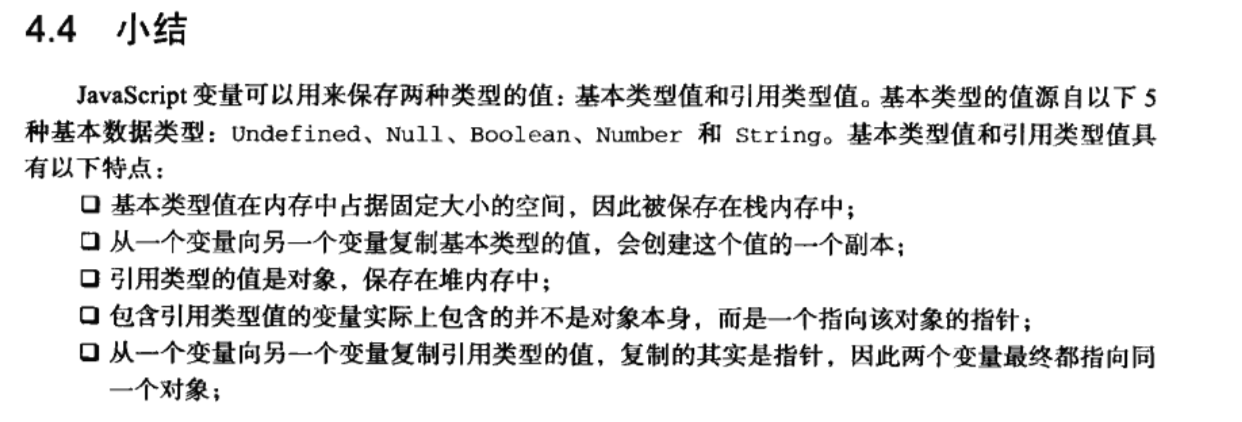 4.4 小结
JavaScript 变量可以用来保存两种类型的值：基本类型值和引用类型值。基本类型的值源自以下 5
种基本数据类型：Undefined、Null、Boolean、Number 和 String。基本类型值和引用类型值具
有以下特点：
❑ 基本类型值在内存中占据固定大小的空间，因此被保存在栈内存中；
❑ 从一个变量向另一个变量复制基本类型的值，会创建这个值的一个副本；
❑ 引用类型的值是对象，保存在堆内存中；
❑ 包含引用类型值的变量实际上包含的并不是对象本身，而是一个指向该对象的指针；
❑ 从一个变量向另一个变量复制引用类型的值，复制的其实是指针，因此两个变量最终都指向同
一个对象；